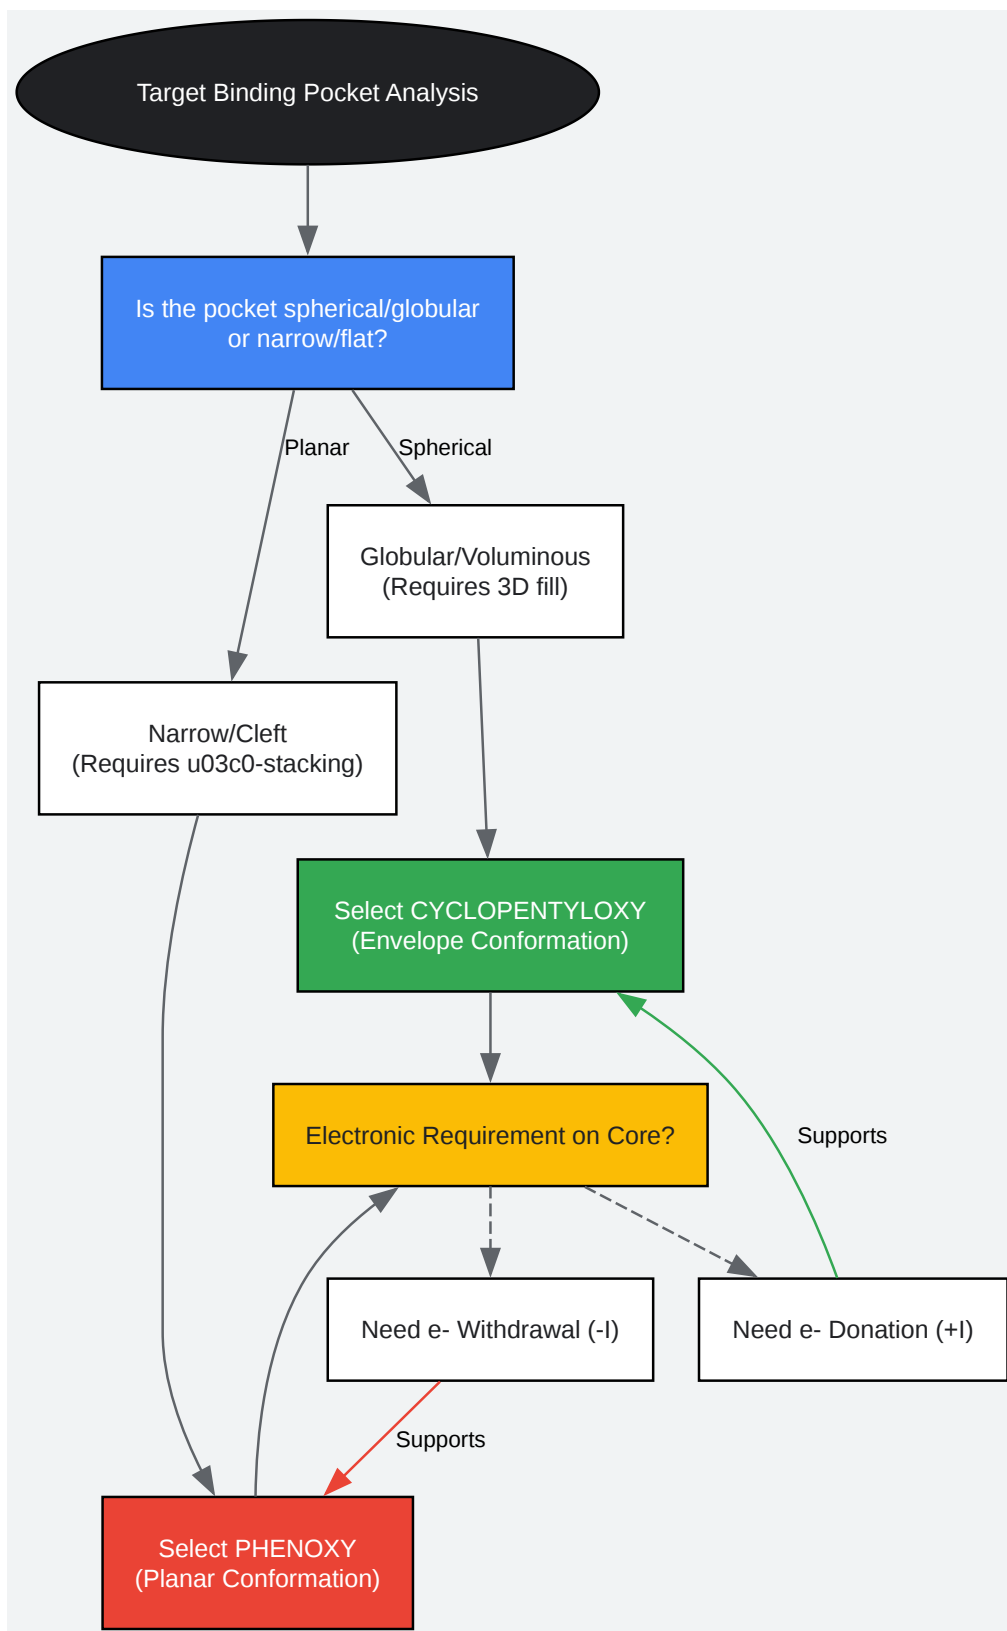 Target Binding Pocket Analysis
Is the pocket spherical/globular
or narrow/flat?
Planar
Spherical
Globular/Voluminous
(Requires 3D fill)
Narrow/Cleft
(Requires u03c0-stacking)
Select CYCLOPENTYLOXY
(Envelope Conformation)
Electronic Requirement on Core?
Supports
Need e- Withdrawal (-I)
Need e- Donation (+I)
Supports
Select PHENOXY
(Planar Conformation)